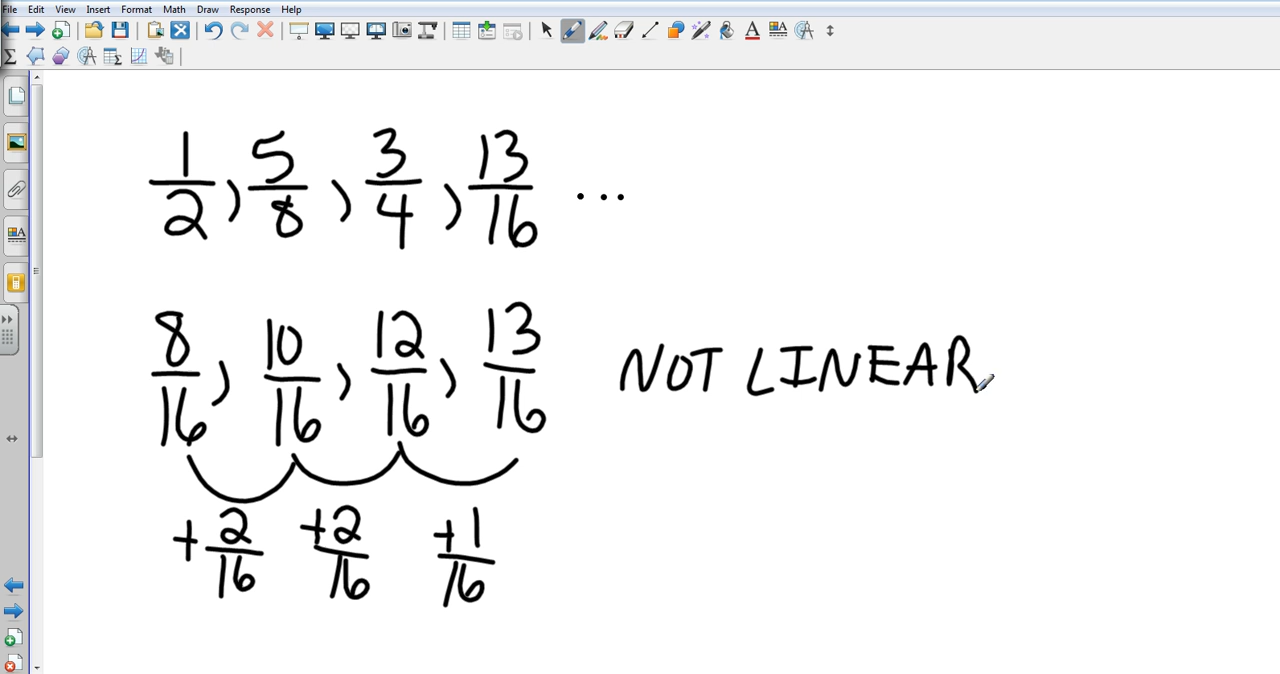 File Edit View Insert Format Math Draw Response Help
1/2, 5/8, 3/4, 13/16 ...
8/16, 10/16, 12/16, 13/16 NOT LINEAR
+2/16 +2/16 +1/16